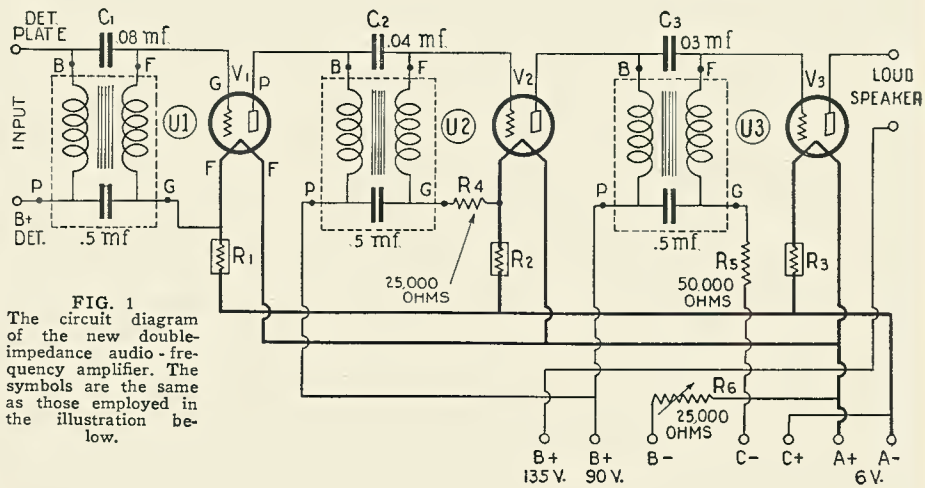 DET.
PLATE
C1
.08 mf.
B
F
G
V1
P
INPUT
U1
F
F
P
G
B+
DET.
.5 mf.
R1
C2
.04 mf.
B
F
V2
U2
P
G
R4
.5 mf.
25,000
OHMS
R2
C3
.03 mf
B
F
V3
U3
P
G
.5mf.
R5
50,000
OHMS
R3
LOUD
SPEAKER
FIG. 1
The circuit diagram
of the new double-
impedance audio-fre-
quency amplifier. The
symbols are the same
as those employed in
the illustration be-
low.
R6
25,000
OHMS
B+
135 V.
B+
90 V.
B-
C-
C+
A+
A-
6 V.